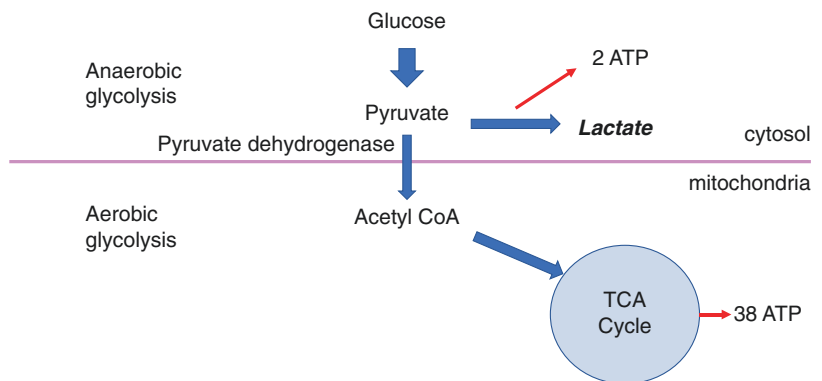 Glucose
2 ATP
Anaerobic
glycolysis
Pyruvate
Lactate
cytosol
Pyruvate dehydrogenase
mitochondria
Aerobic
glycolysis
Acetyl CoA
TCA
Cycle
38 ATP